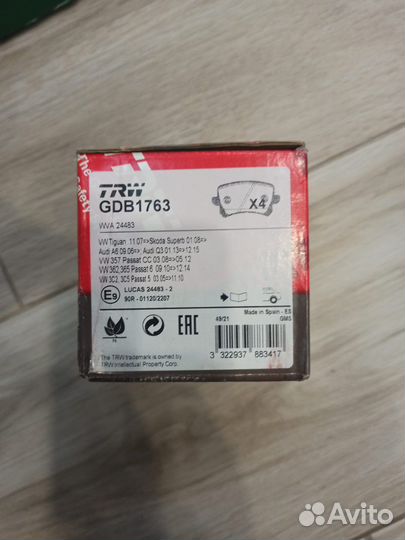 The
Safety
TRW
GDB1763
X4
WVA 24483
VW Tiguan 11.07=>Skoda Superb 01.08=>
Audi A6 09.06=>; Audi Q3 01.13=>12.15
VW 357 Passat CC 03.08=>05.12
VW 362,365 Passat 6 09.10=>12.14
VW 3C2, 3C5 Passat 5 03.05=>11.10
E9
LUCAS 24483 - 2
90R - 01120/2207
Made in Spain - ES
49/21
GMS
EAC
The TRW trademark is owned by
TRW Intellectual Property Corp.
3 322937 883417
Avito